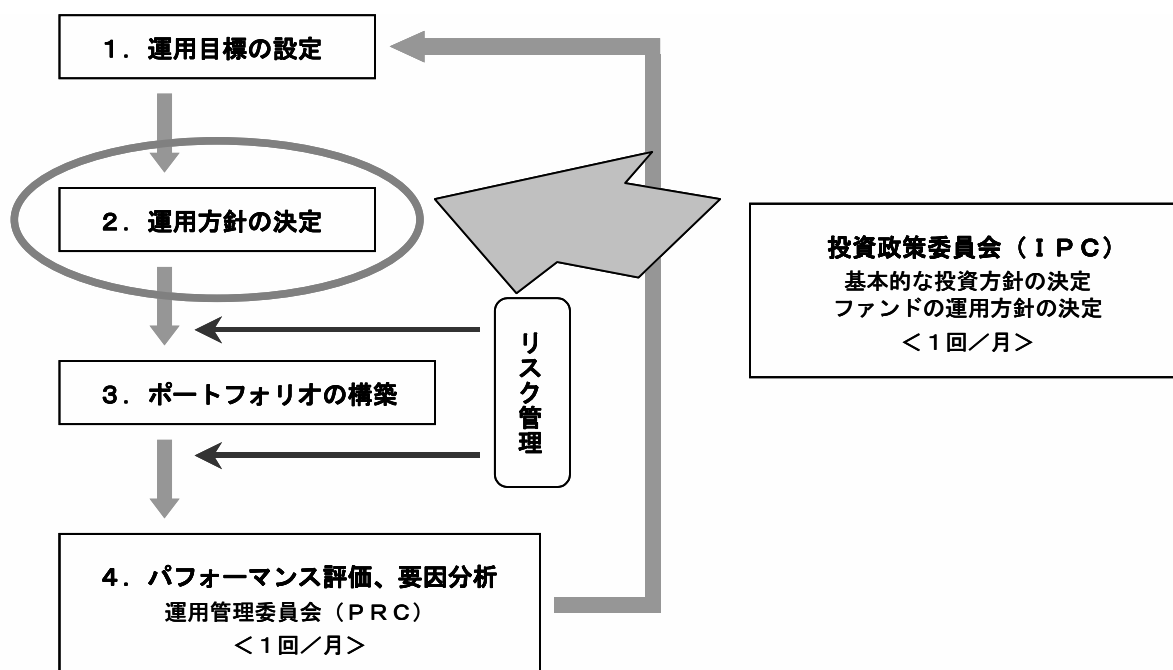 １．運用目標の設定
２．運用方針の決定
投資政策委員会（ＩＰＣ）
基本的な投資方針の決定
ファンドの運用方針の決定
＜１回／月＞
リスク管理
３．ポートフォリオの構築
４．パフォーマンス評価、要因分析
運用管理委員会（ＰＲＣ）
＜１回／月＞